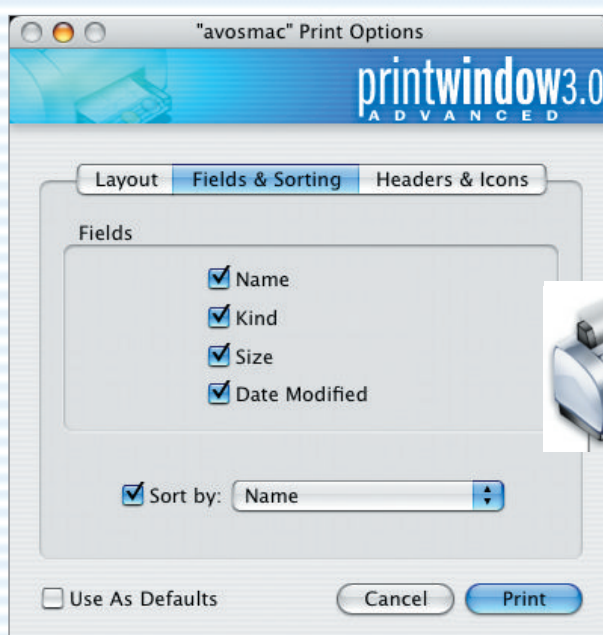 "avosmac" Print Options
printwindow3.0
ADVANCED
Layout Fields & Sorting Headers & Icons
Fields
Name
Kind
Size
Date Modified
Sort by: Name
Use As Defaults Cancel Print